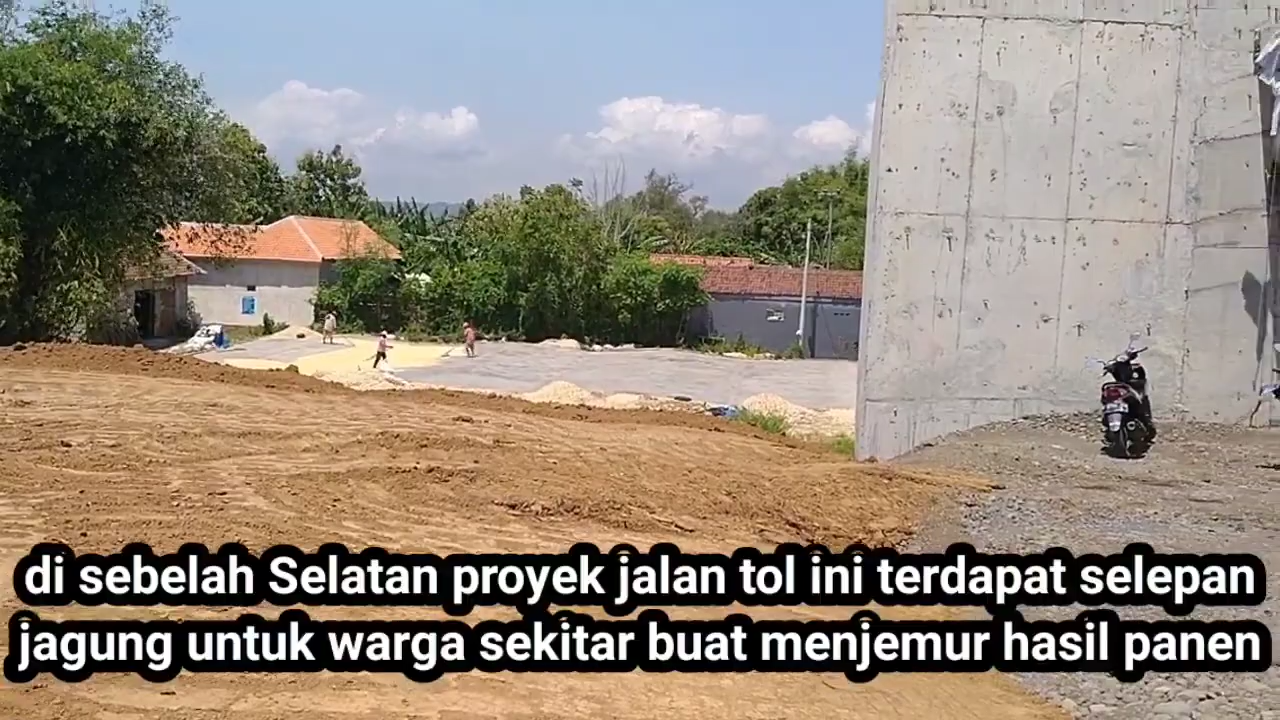 di sebelah Selatan proyek jalan tol ini terdapat selepan
jagung untuk warga sekitar buat menjemur hasil panen